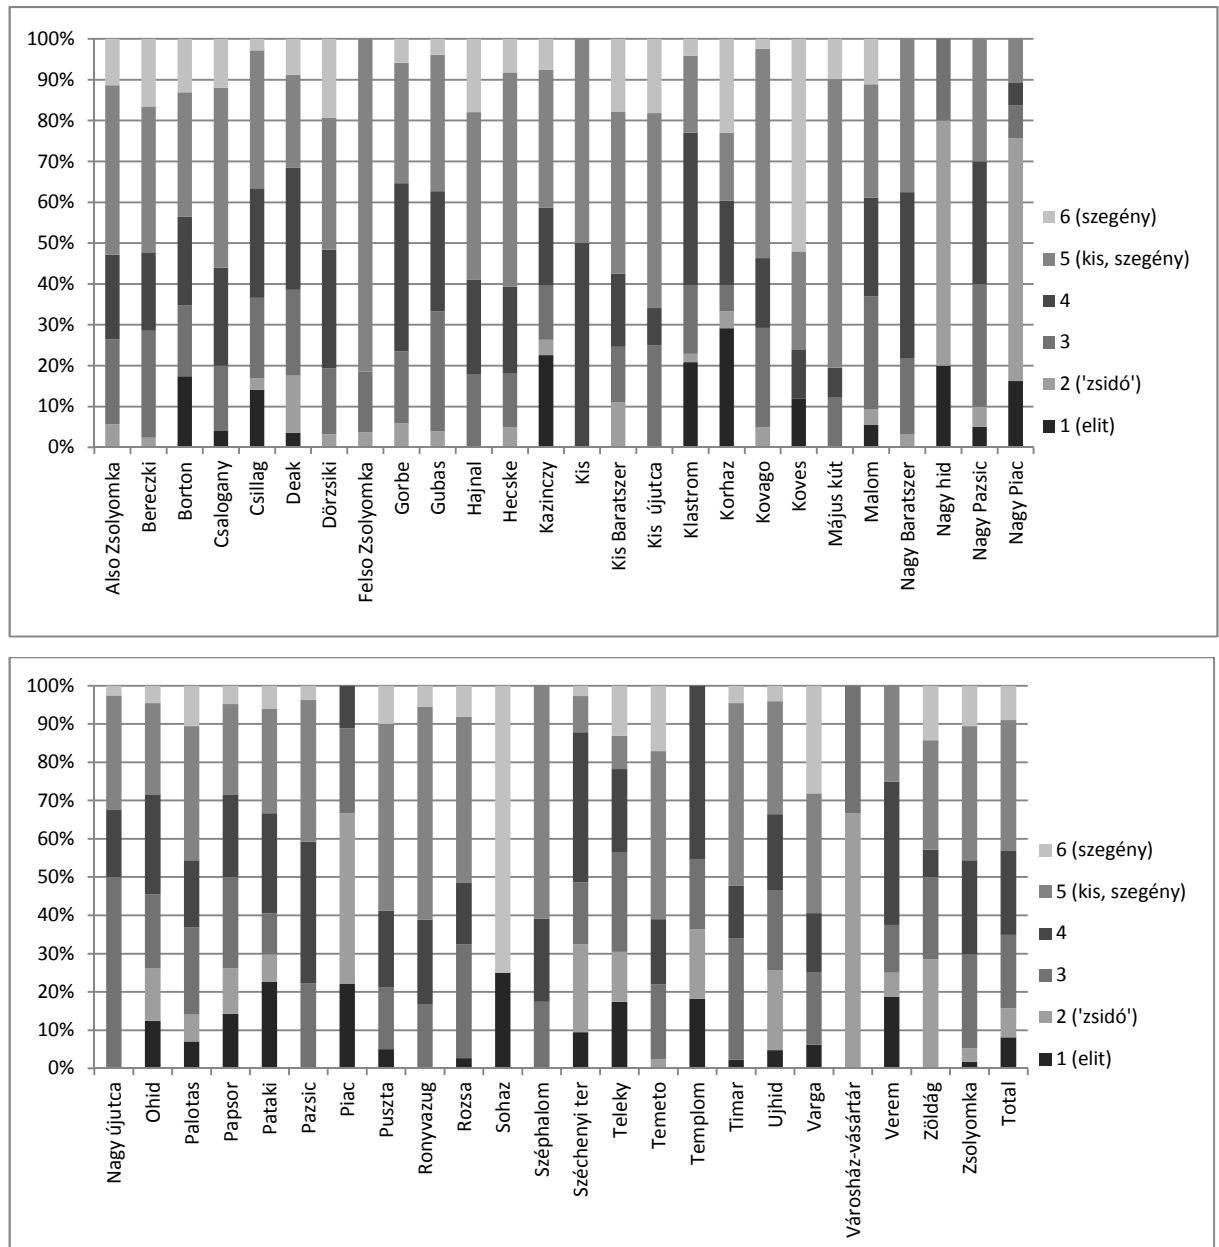 100%
90%
80%
70%
60%
50%
40%
30%
20%
10%
0%
Also Zsolyomka
Bereczki
Borton
Csalogany
Csillag
Deak
Dörzsiki
Felso Zsolyomka
Gorbe
Gubas
Hajnal
Hecske
Kazinczy
Kis
Kis Baratszer
Kis újutca
Klastrom
Korhaz
Kovago
Koves
Május kút
Malom
Nagy Baratszer
Nagy hid
Nagy Pazsic
Nagy Piac
6 (szegény)
5 (kis, szegény)
4
3
2 ('zsidó')
1 (elit)
100%
90%
80%
70%
60%
50%
40%
30%
20%
10%
0%
Nagy újutca
Ohid
Palotas
Papsor
Pataki
Pazsic
Piac
Puszta
Ronyvazug
Rozsa
Sohaz
Széphalom
Széchenyi ter
Teleky
Temeto
Templom
Timar
Ujhid
Varga
Városház-vásártár
Verem
Zöldág
Zsolyomka
Total
6 (szegény)
5 (kis, szegény)
4
3
2 ('zsidó')
1 (elit)